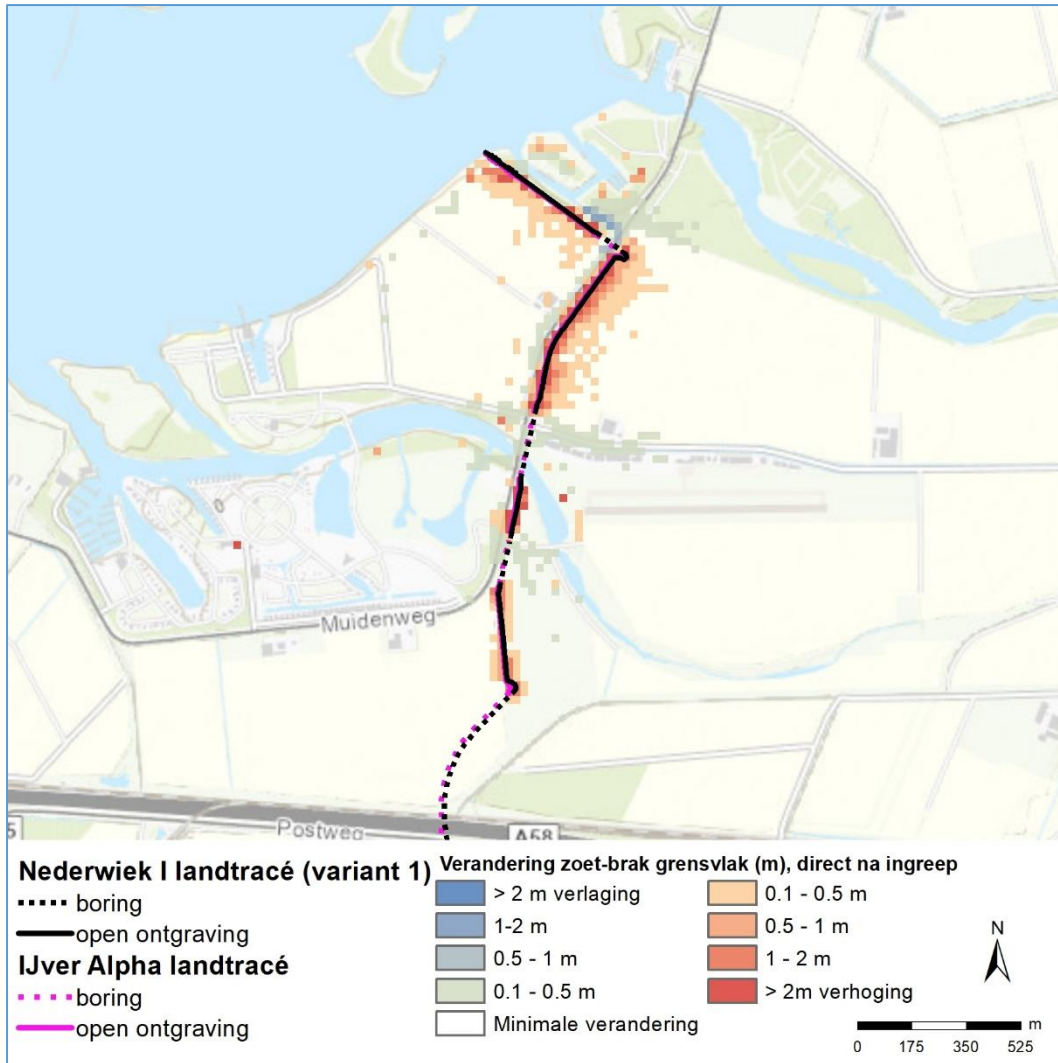 Muidenweg
Postweg
A58
5
Nederwiek I landtracé (variant 1)
boring
open ontgraving
IJver Alpha landtracé
boring
open ontgraving
Verandering zoet-brak grensvlak (m), direct na ingreep
> 2 m verlaging
1-2 m
0.5 - 1 m
0.1 - 0.5 m
Minimale verandering
0.1 - 0.5 m
0.5 - 1 m
1 - 2 m
> 2m verhoging
N
m
0 175 350 525